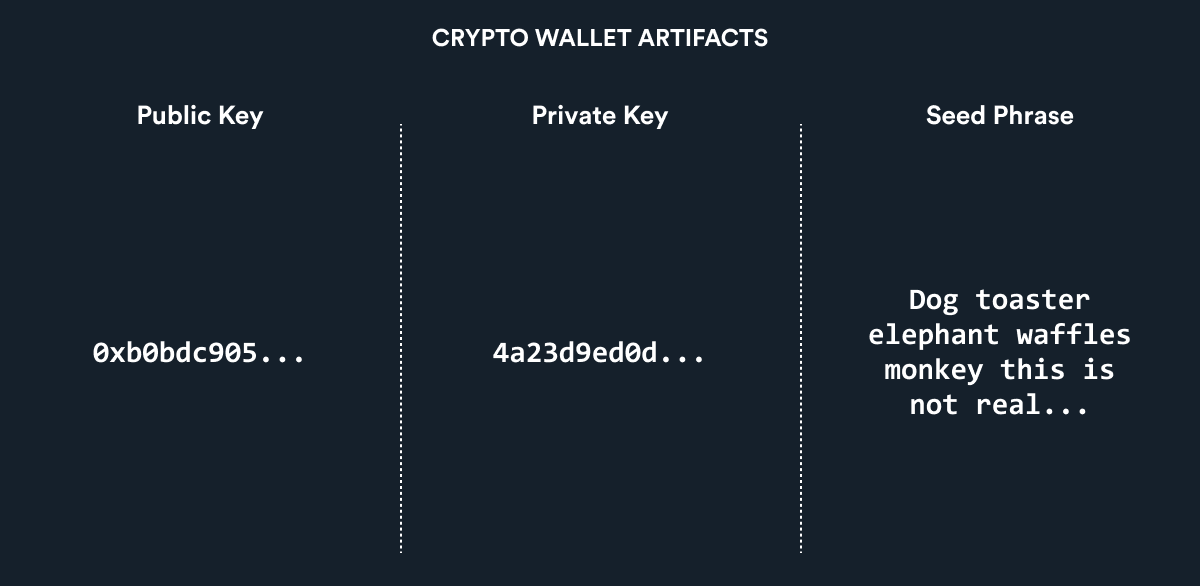 CRYPTO WALLET ARTIFACTS
Public Key
0xb0bdc905...
Private Key
4a23d9ed0d...
Seed Phrase
Dog toaster
elephant waffles
monkey this is
not real...